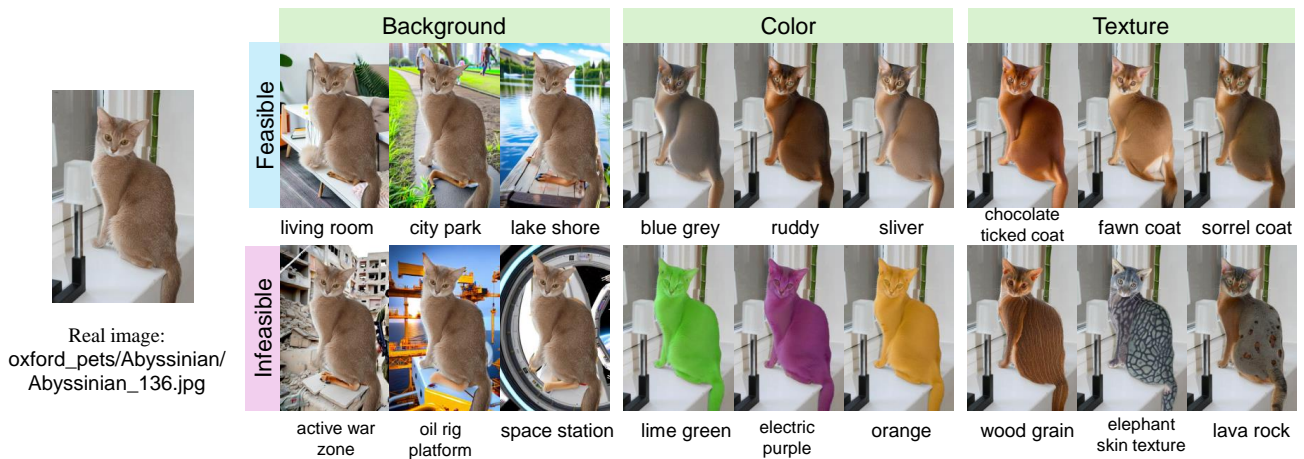 Background
Color
Texture
Feasible
living room
city park
lake shore
blue grey
ruddy
sliver
chocolate
ticked coat
fawn coat
sorrel coat
Real image:
oxford_pets/Abyssinian/
Abyssinian_136.jpg
Infeasible
active war
zone
oil rig
platform
space station
lime green
electric
purple
orange
wood grain
elephant
skin texture
lava rock